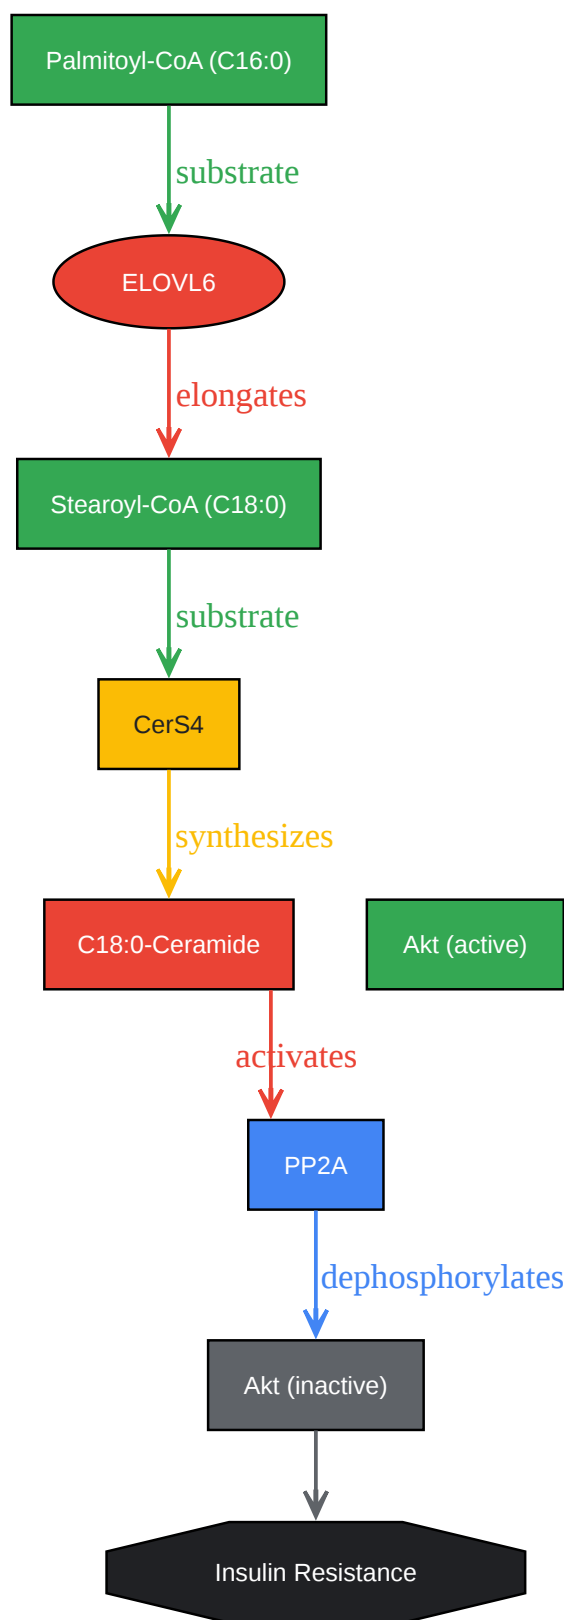 Palmitoyl-CoA (C16:0)
substrate
ELOVL6
elongates
Stearoyl-CoA (C18:0)
substrate
CerS4
synthesizes
C18:0-Ceramide
Akt (active)
activates
PP2A
dephosphorylates
Akt (inactive)
Insulin Resistance